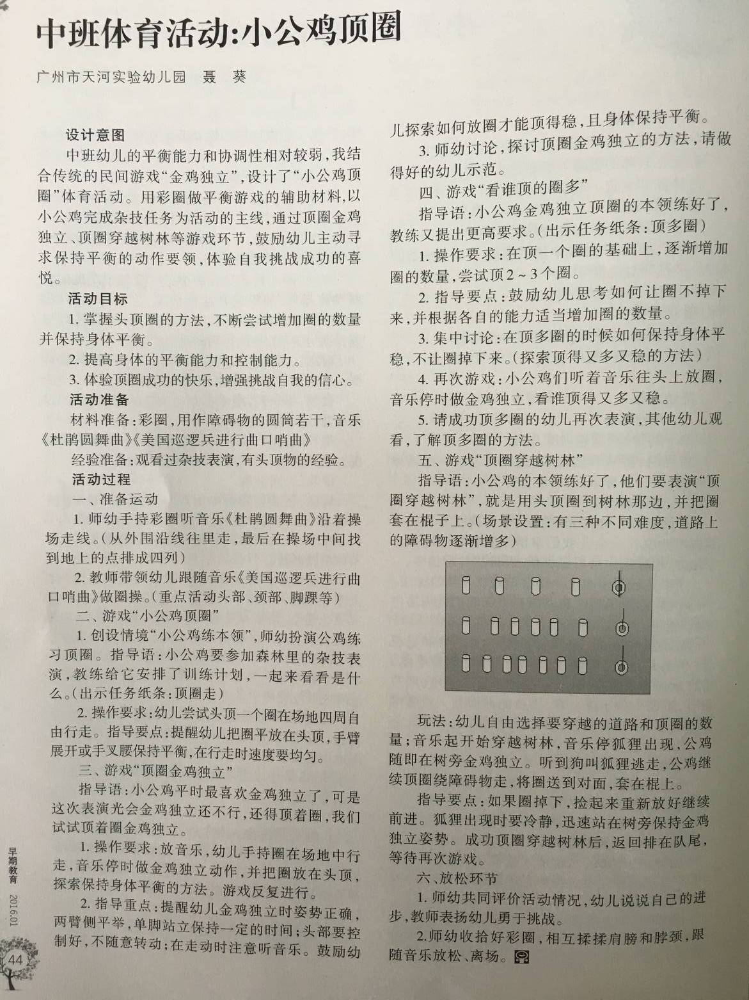 中班体育活动:小公鸡顶圈
广州市天河实验幼儿园　聂　葵
设计意图
中班幼儿的平衡能力和协调性相对较弱,我结
合传统的民间游戏“金鸡独立”,设计了“小公鸡顶
圈”体育活动。用彩圈做平衡游戏的辅助材料,以
小公鸡完成杂技任务为活动的主线,通过顶圈金鸡
独立、顶圈穿越树林等游戏环节,鼓励幼儿主动寻
求保持平衡的动作要领,体验自我挑战成功的喜
悦。
活动目标
1. 掌握头顶圈的方法,不断尝试增加圈的数量
并保持身体平衡。
2. 提高身体的平衡能力和控制能力。
3. 体验顶圈成功的快乐,增强挑战自我的信心。
活动准备
材料准备:彩圈,用作障碍物的圆筒若干,音乐
《杜鹃圆舞曲》《美国巡逻兵进行曲口哨曲》
经验准备:观看过杂技表演,有头顶物的经验。
活动过程
一、准备运动
1. 师幼手持彩圈听音乐《杜鹃圆舞曲》沿着操
场走线。(从外围沿线往里走,最后在操场中间找
到地上的点排成四列)
2. 教师带领幼儿跟随音乐《美国巡逻兵进行曲
口哨曲》做圈操。(重点活动头部、颈部、脚踝等)
二、游戏“小公鸡顶圈”
1. 创设情境“小公鸡练本领”,师幼扮演公鸡练
习顶圈。指导语:小公鸡要参加森林里的杂技表
演,教练给它安排了训练计划,一起来看看是什
么。(出示任务纸条:顶圈走)
2. 操作要求:幼儿尝试头顶一个圈在场地四周自
由行走。指导要点:提醒幼儿把圈平放在头顶,手臂
展开或手叉腰保持平衡,在行走时速度要均匀。
三、游戏“顶圈金鸡独立”
指导语:小公鸡平时最喜欢金鸡独立了,可是
这次表演光会金鸡独立还不行,还得顶着圈,我们
试试顶着圈金鸡独立。
1. 操作要求:放音乐,幼儿手持圈在场地中行
走,音乐停时做金鸡独立动作,并把圈放在头顶,
探索保持身体平衡的方法。游戏反复进行。
2. 指导重点:提醒幼儿金鸡独立时姿势正确,
两臂侧平举,单脚站立保持一定的时间;头部要控
制好,不随意转动;在走动时注意听音乐。鼓励幼
儿探索如何放圈才能顶得稳,且身体保持平衡。
3. 师幼讨论,探讨顶圈金鸡独立的方法,请做
得好的幼儿示范。
四、游戏“看谁顶的圈多”
指导语:小公鸡金鸡独立顶圈的本领练好了,
教练又提出更高要求。(出示任务纸条:顶多圈)
1. 操作要求:在顶一个圈的基础上,逐渐增加
圈的数量,尝试顶2～3个圈。
2. 指导要点:鼓励幼儿思考如何让圈不掉下
来,并根据各自的能力适当增加圈的数量。
3. 集中讨论:在顶多圈的时候如何保持身体平
稳,不让圈掉下来。(探索顶得又多又稳的方法)
4. 再次游戏:小公鸡们听着音乐往头上放圈,
音乐停时做金鸡独立,看谁顶得又多又稳。
5. 请成功顶多圈的幼儿再次表演,其他幼儿观
看,了解顶多圈的方法。
五、游戏“顶圈穿越树林”
指导语:小公鸡的本领练好了,他们要表演“顶
圈穿越树林”,就是用头顶圈到树林那边,并把圈
套在棍子上。(场景设置:有三种不同难度,道路上
的障碍物逐渐增多)
玩法:幼儿自由选择要穿越的道路和顶圈的数
量;音乐起开始穿越树林,音乐停狐狸出现,公鸡
随即在树旁金鸡独立。听到狗叫狐狸逃走,公鸡继
续顶圈绕障碍物走,将圈送到对面,套在棍上。
指导要点:如果圈掉下,捡起来重新放好继续
前进。狐狸出现时要冷静,迅速站在树旁保持金鸡
独立姿势。成功顶圈穿越树林后,返回排在队尾,
等待再次游戏。
六、放松环节
1. 师幼共同评价活动情况,幼儿说说自己的进
步,教师表扬幼儿勇于挑战。
2.师幼收拾好彩圈,相互揉揉肩膀和脖颈,跟
随音乐放松、离场。
早期教育 2016.01
44